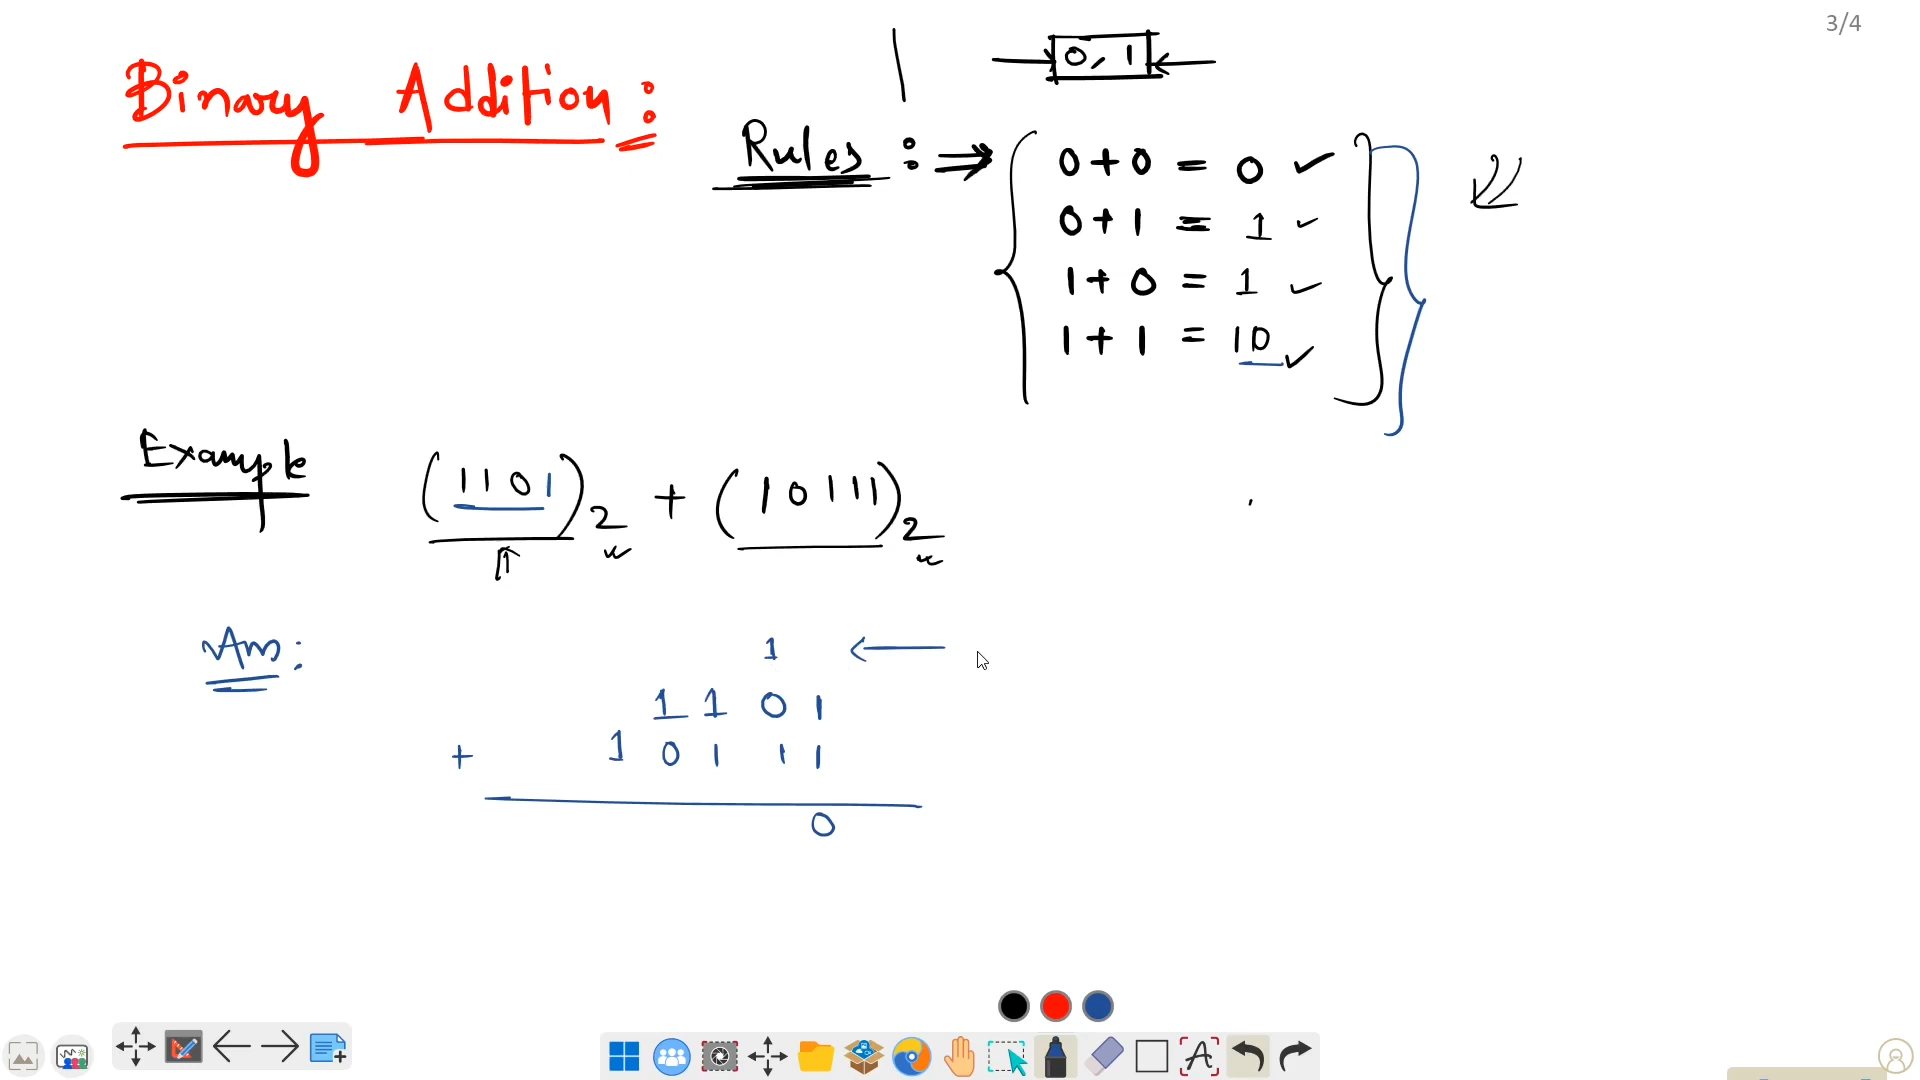 3/4
0, 1
Binary Addition :
Rules : ⇒
0 + 0 = 0 ✓
0 + 1 = 1 ✓
1 + 0 = 1 ✓
1 + 1 = 10 ✓
Example
(1101)2 + (10111)2
Ans :
1 ←
1 1 0 1
+ 1 0 1 1 1
0